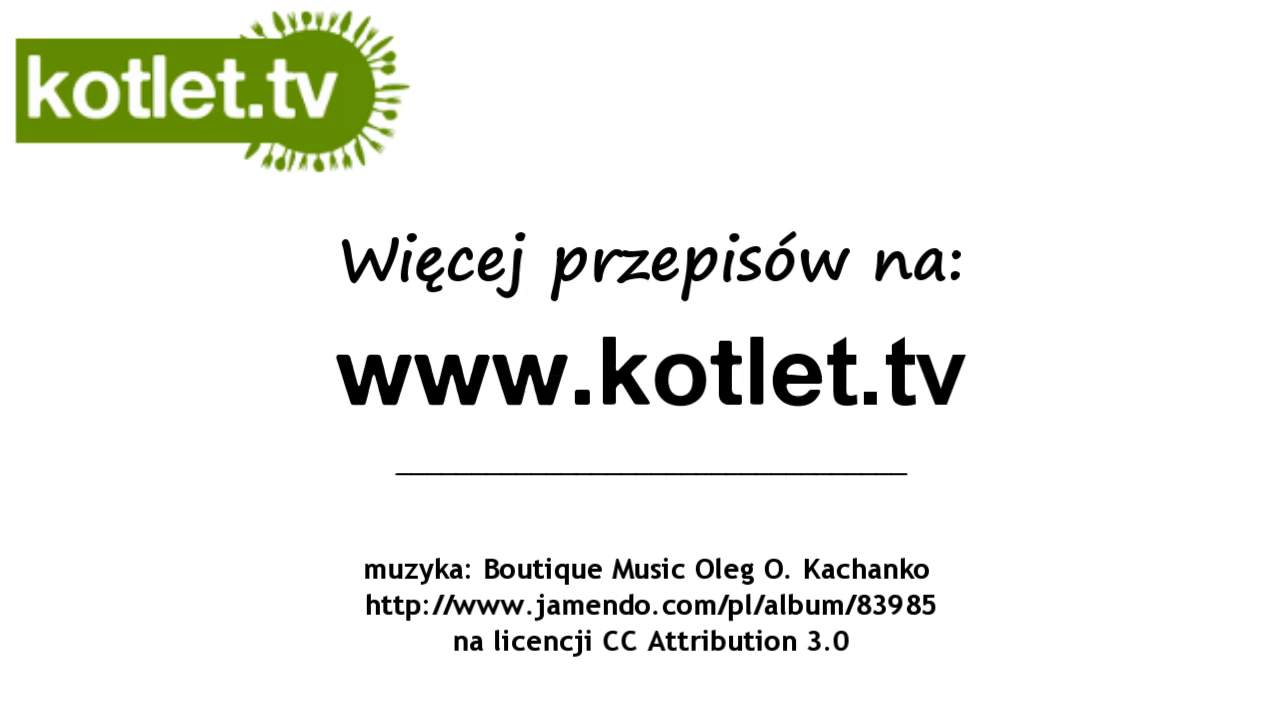 kotlet.tv
Więcej przepisów na:
www.kotlet.tv
muzyka: Boutique Music Oleg O. Kachanko
http://www.jamendo.com/pl/album/83985
na licencji CC Attribution 3.0